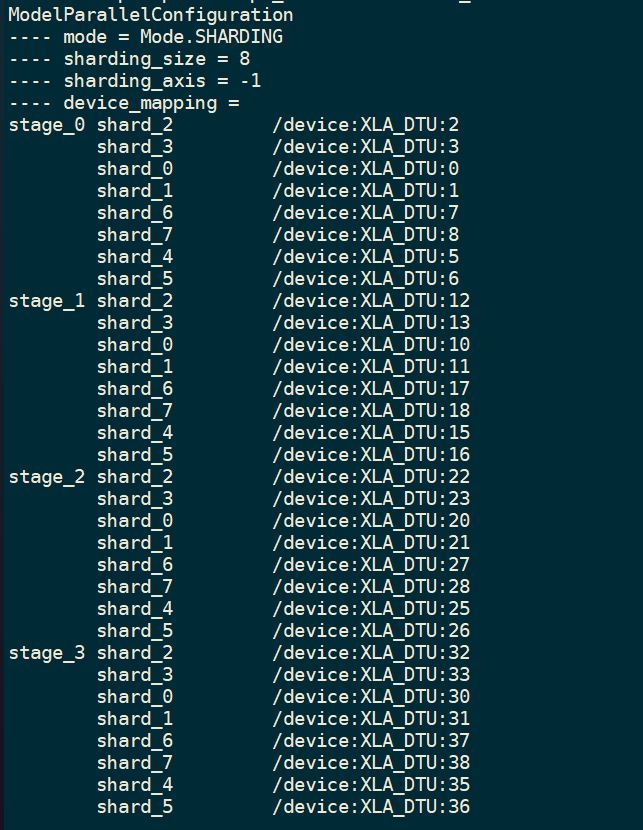 ModelParallelConfiguration
---- mode = Mode.SHARDING
---- sharding_size = 8
---- sharding_axis = -1
---- device_mapping =
stage_0 shard_2         /device:XLA_DTU:2
        shard_3         /device:XLA_DTU:3
        shard_0         /device:XLA_DTU:0
        shard_1         /device:XLA_DTU:1
        shard_6         /device:XLA_DTU:7
        shard_7         /device:XLA_DTU:8
        shard_4         /device:XLA_DTU:5
        shard_5         /device:XLA_DTU:6
stage_1 shard_2         /device:XLA_DTU:12
        shard_3         /device:XLA_DTU:13
        shard_0         /device:XLA_DTU:10
        shard_1         /device:XLA_DTU:11
        shard_6         /device:XLA_DTU:17
        shard_7         /device:XLA_DTU:18
        shard_4         /device:XLA_DTU:15
        shard_5         /device:XLA_DTU:16
stage_2 shard_2         /device:XLA_DTU:22
        shard_3         /device:XLA_DTU:23
        shard_0         /device:XLA_DTU:20
        shard_1         /device:XLA_DTU:21
        shard_6         /device:XLA_DTU:27
        shard_7         /device:XLA_DTU:28
        shard_4         /device:XLA_DTU:25
        shard_5         /device:XLA_DTU:26
stage_3 shard_2         /device:XLA_DTU:32
        shard_3         /device:XLA_DTU:33
        shard_0         /device:XLA_DTU:30
        shard_1         /device:XLA_DTU:31
        shard_6         /device:XLA_DTU:37
        shard_7         /device:XLA_DTU:38
        shard_4         /device:XLA_DTU:35
        shard_5         /device:XLA_DTU:36